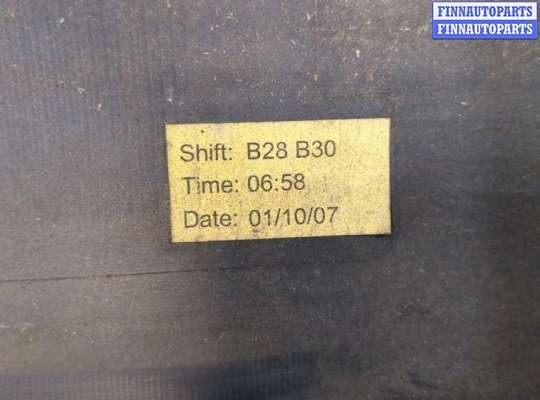 FINNAUTOPARTS
FINNAUTOPARTS
Shift: B28 B30
Time: 06:58
Date: 01/10/07